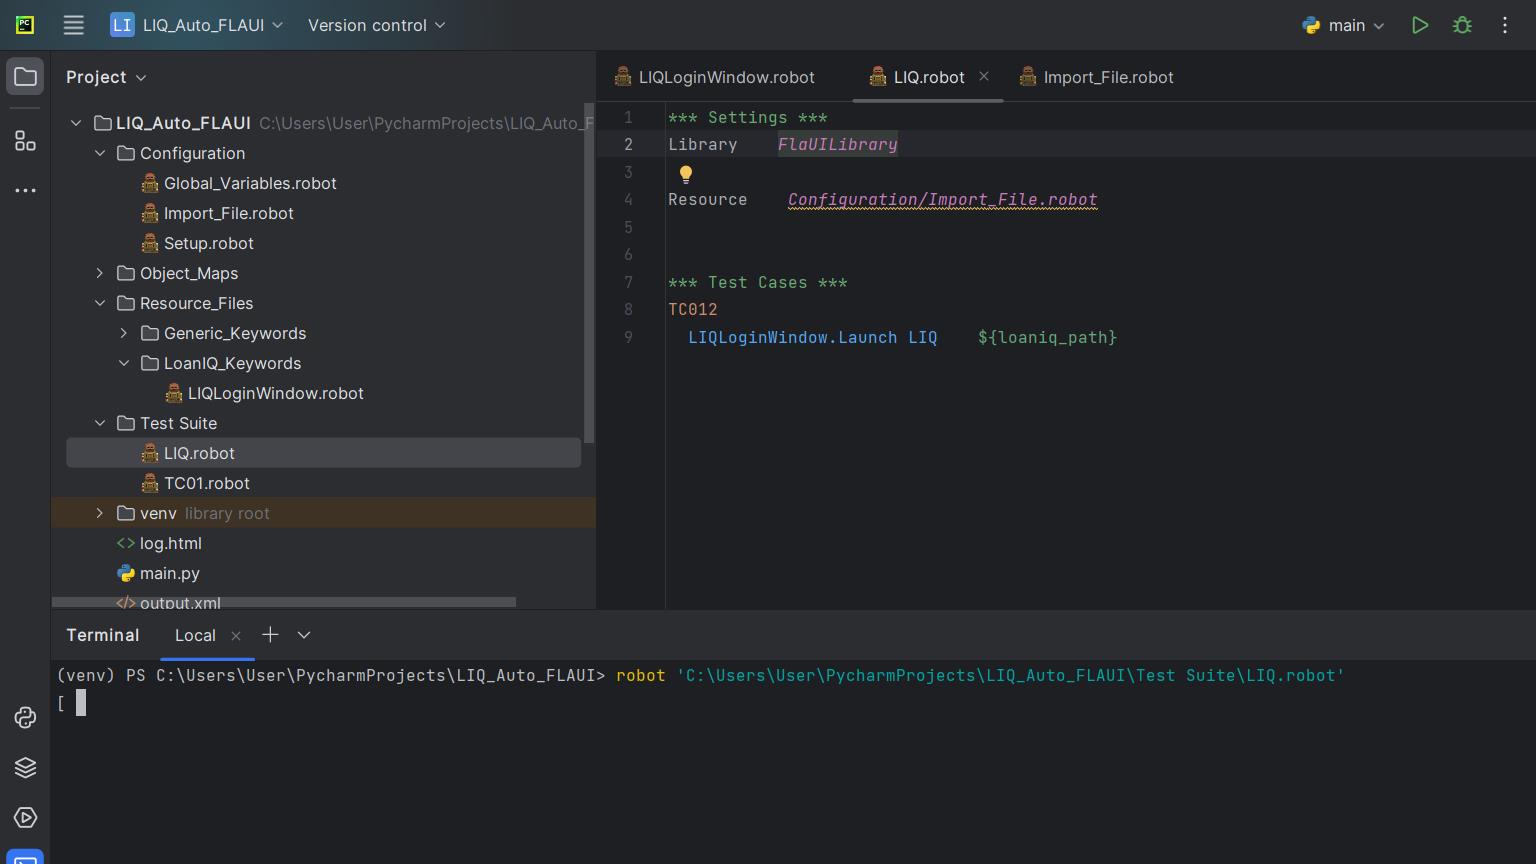 PC
LI LIQ_Auto_FLAUI Version control
main
Project
LIQ_Auto_FLAUI C:\Users\User\PycharmProjects\LIQ_Auto_F
Configuration
Global_Variables.robot
Import_File.robot
Setup.robot
Object_Maps
Resource_Files
Generic_Keywords
LoanIQ_Keywords
LIQLoginWindow.robot
Test Suite
LIQ.robot
TC01.robot
venv library root
log.html
main.py
output.xml
LIQLoginWindow.robot LIQ.robot Import_File.robot
1 *** Settings ***
2 Library FlaUILibrary
3
4 Resource Configuration/Import_File.robot
5
6
7 *** Test Cases ***
8 TC012
9 LIQLoginWindow.Launch LIQ ${loaniq_path}
Terminal Local
(venv) PS C:\Users\User\PycharmProjects\LIQ_Auto_FLAUI> robot 'C:\Users\User\PycharmProjects\LIQ_Auto_FLAUI\Test Suite\LIQ.robot'
[